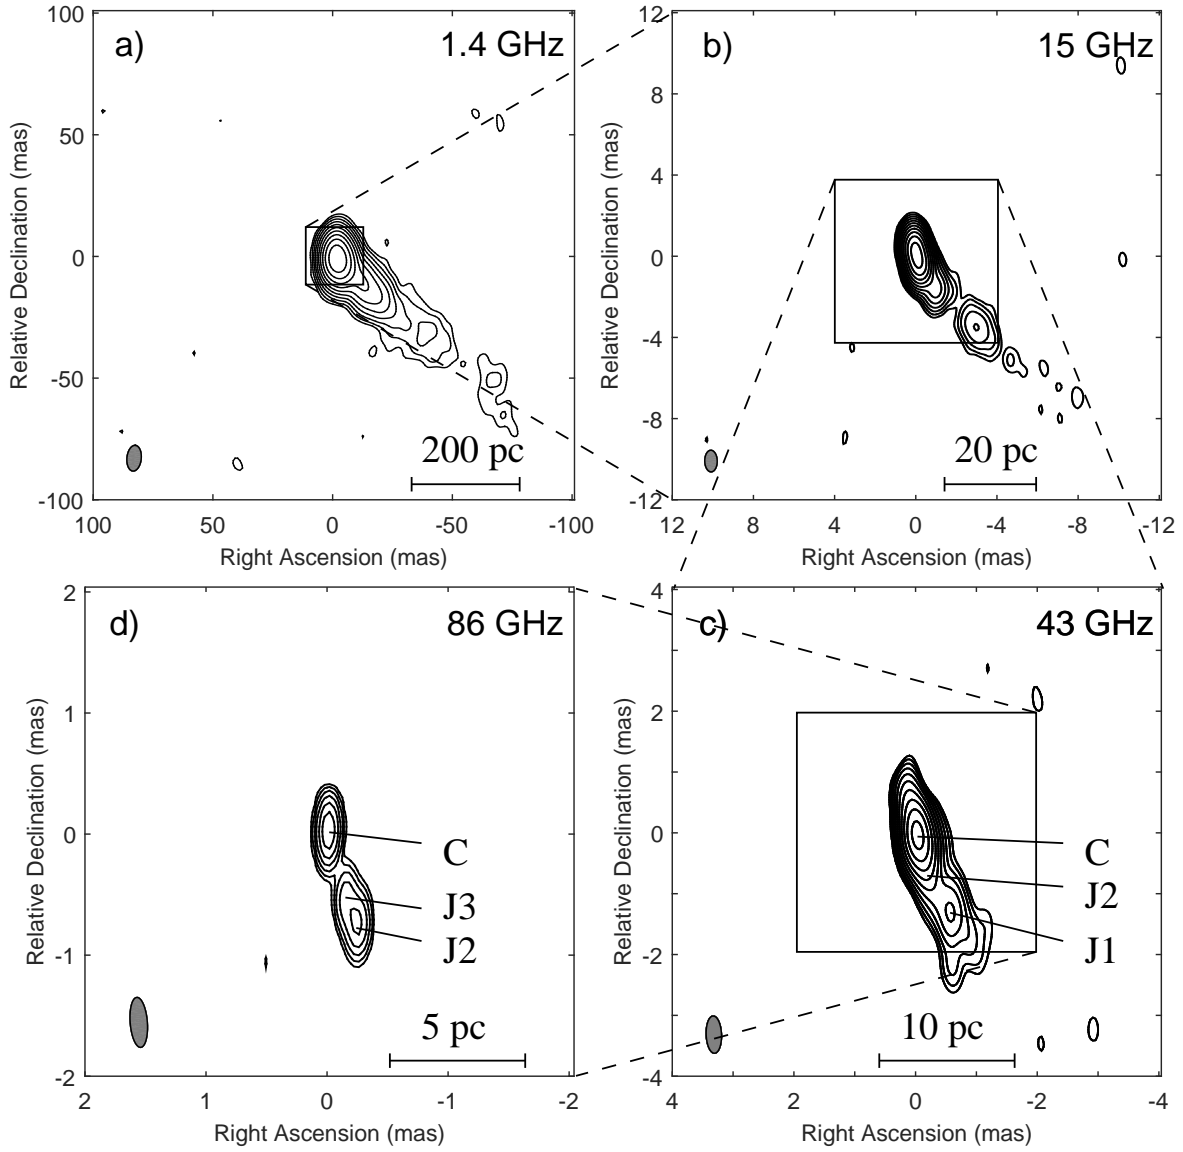 a)
1.4 GHz
100
50
0
-50
-100
Relative Declination (mas)
200 pc
100
50
0
-50
-100
Right Ascension (mas)
b)
15 GHz
12
8
4
0
-4
-8
-12
Relative Declination (mas)
20 pc
12
8
4
0
-4
-8
-12
Right Ascension (mas)
d)
86 GHz
2
1
0
-1
-2
Relative Declination (mas)
C
J3
J2
5 pc
2
1
0
-1
-2
Right Ascension (mas)
c)
43 GHz
4
2
0
-2
-4
Relative Declination (mas)
C
J2
J1
10 pc
4
2
0
-2
-4
Right Ascension (mas)